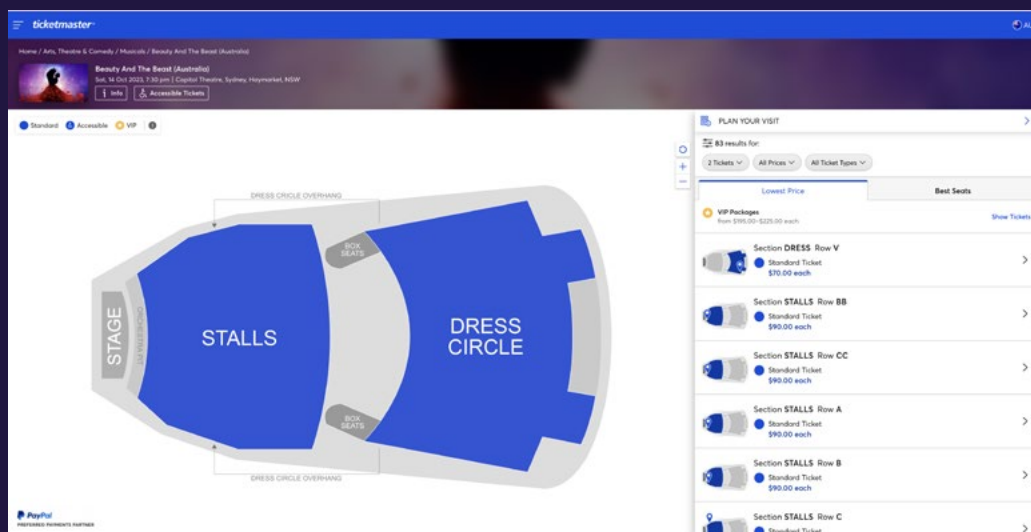 ticketmaster
AU
Home / Arts, Theatre & Comedy / Musicals / Beauty And The Beast (Australia)
Beauty And The Beast (Australia)
Sat, 14 Oct 2023, 7:30 pm | Capitol Theatre, Sydney, Haymarket, NSW
i Info
Accessible Tickets
Standard
Accessible
VIP
DRESS CIRCLE OVERHANG
BOX SEATS
STAGE
ORCHESTRA PIT
STALLS
DRESS
CIRCLE
BOX SEATS
DRESS CIRCLE OVERHANG
PayPal
PREFERRED PAYMENTS PARTNER
PLAN YOUR VISIT
83 results for:
2 Tickets
All Prices
All Ticket Types
Lowest Price
Best Seats
VIP Packages
from $195.00-$225.00 each
Show Tickets
Section DRESS Row V
Standard Ticket
$70.00 each
Section STALLS Row BB
Standard Ticket
$90.00 each
Section STALLS Row CC
Standard Ticket
$90.00 each
Section STALLS Row A
Standard Ticket
$90.00 each
Section STALLS Row B
Standard Ticket
$90.00 each
Section STALLS Row C
Standard Ticket